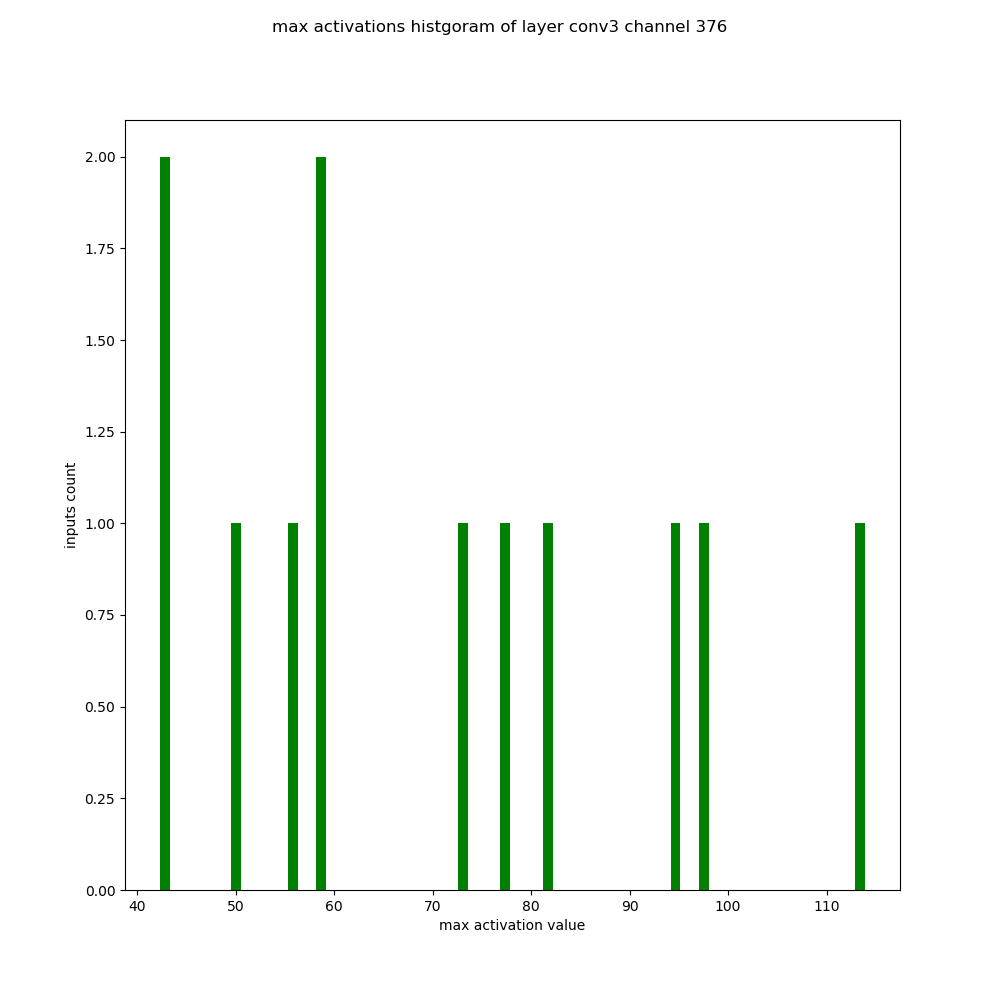 max activations histgoram of layer conv3 channel 376
2.00
1.75
1.50
1.25
1.00
0.75
0.50
0.25
0.00
inputs count
40 50 60 70 80 90 100 110
max activation value